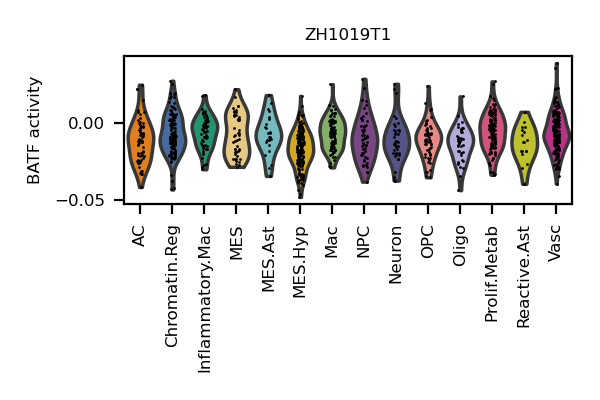 ZH1019T1
BATF activity
0.00
−0.05
AC
Chromatin.Reg
Inflammatory.Mac
MES
MES.Ast
MES.Hyp
Mac
NPC
Neuron
OPC
Oligo
Prolif.Metab
Reactive.Ast
Vasc